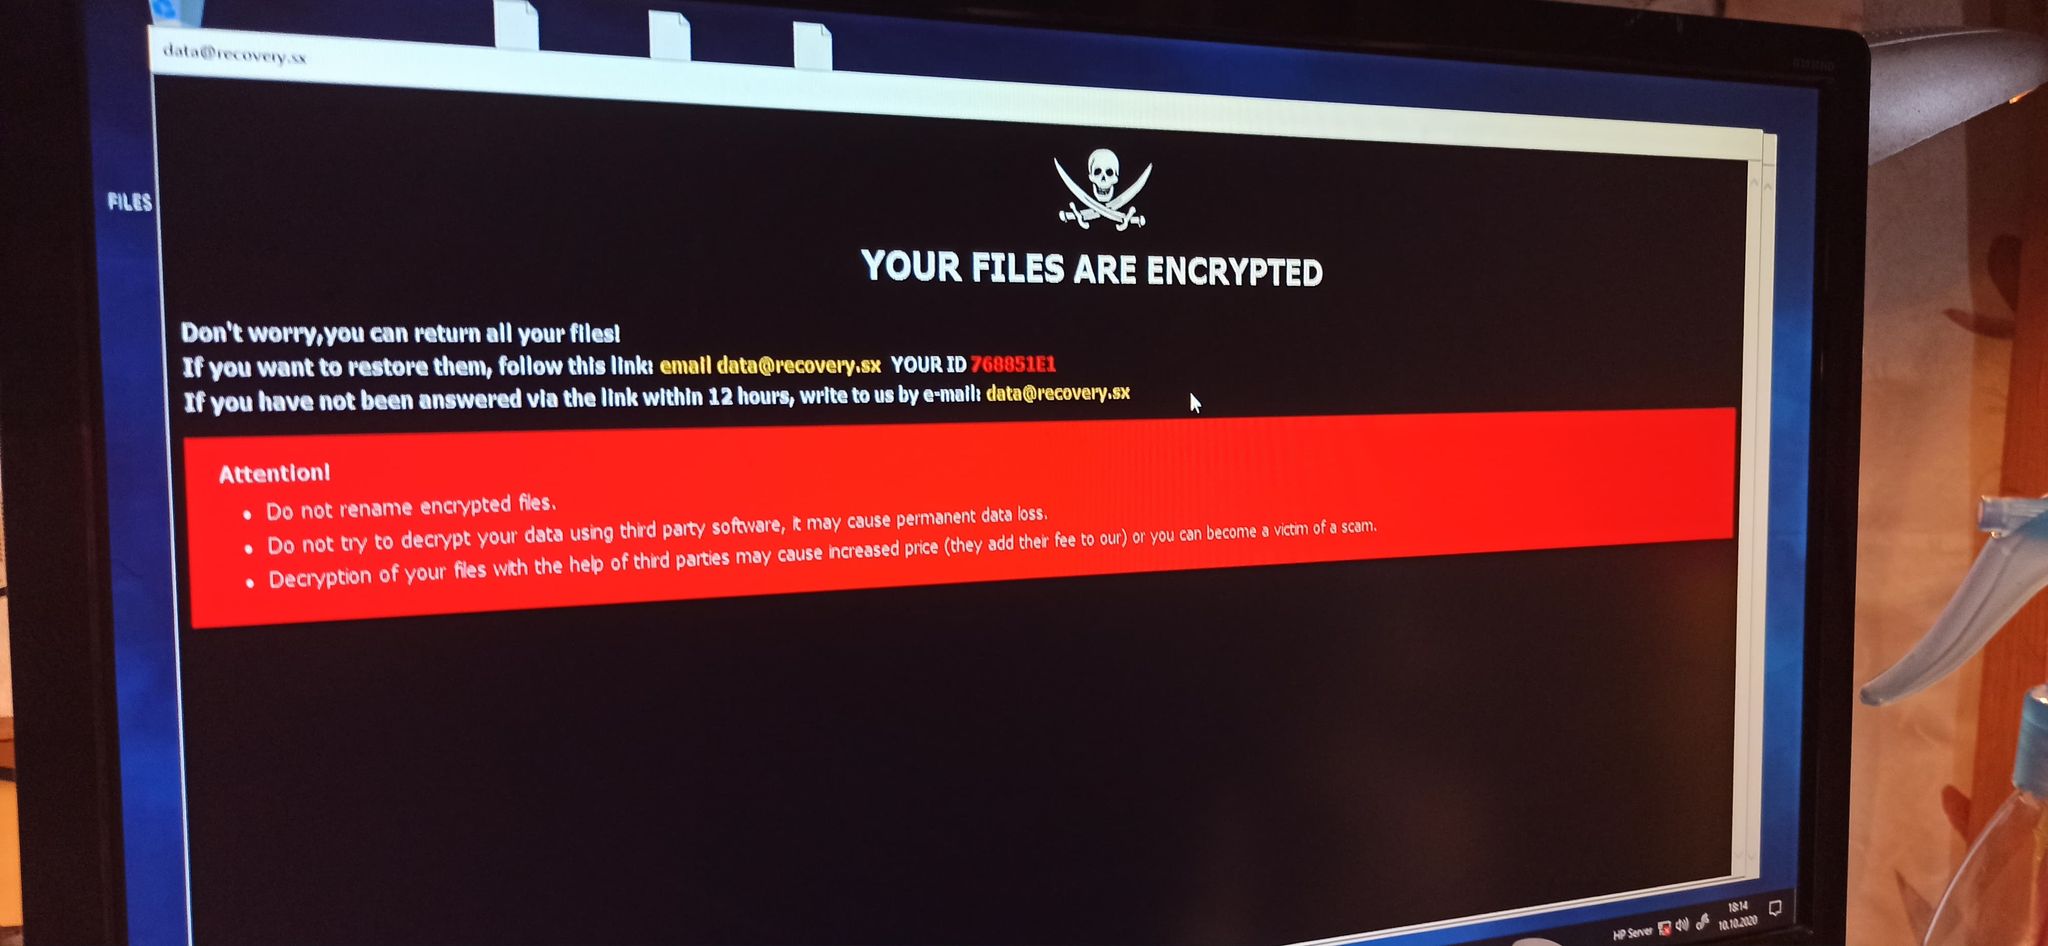 data@recovery.sx
FILES
YOUR FILES ARE ENCRYPTED
Don't worry,you can return all your files!
If you want to restore them, follow this link: email data@recovery.sx YOUR ID 768851E1
If you have not been answered via the link within 12 hours, write to us by e-mail: data@recovery.sx
Attention!
• Do not rename encrypted files.
• Do not try to decrypt your data using third party software, it may cause permanent data loss.
• Decryption of your files with the help of third parties may cause increased price (they add their fee to our) or you can become a victim of a scam.
HP Server
18:14
10.10.2020